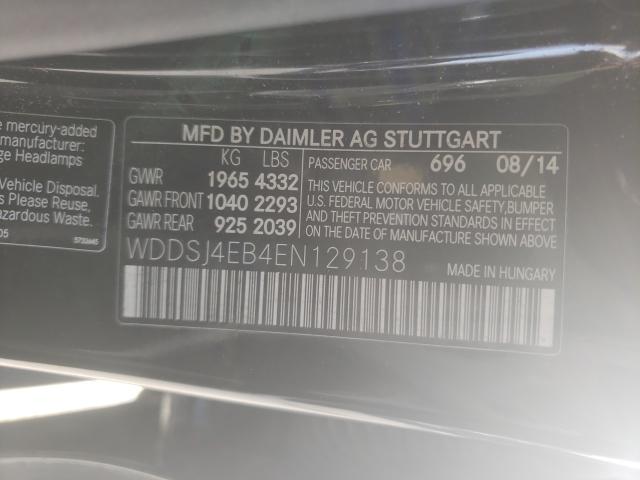 e mercury-added
manufacturer:
ge Headlamps
Vehicle Disposal.
s Please Reuse,
azardous Waste.
05 5732645
MFD BY DAIMLER AG STUTTGART
KG LBS
GVWR 1965 4332
GAWR FRONT 1040 2293
GAWR REAR 925 2039
PASSENGER CAR 696 08/14
THIS VEHICLE CONFORMS TO ALL APPLICABLE
U.S. FEDERAL MOTOR VEHICLE SAFETY, BUMPER
AND THEFT PREVENTION STANDARDS IN EFFECT
ON THE DATE OF MANUFACTURE SHOWN ABOVE
WDDSJ4EB4EN129138
MADE IN HUNGARY